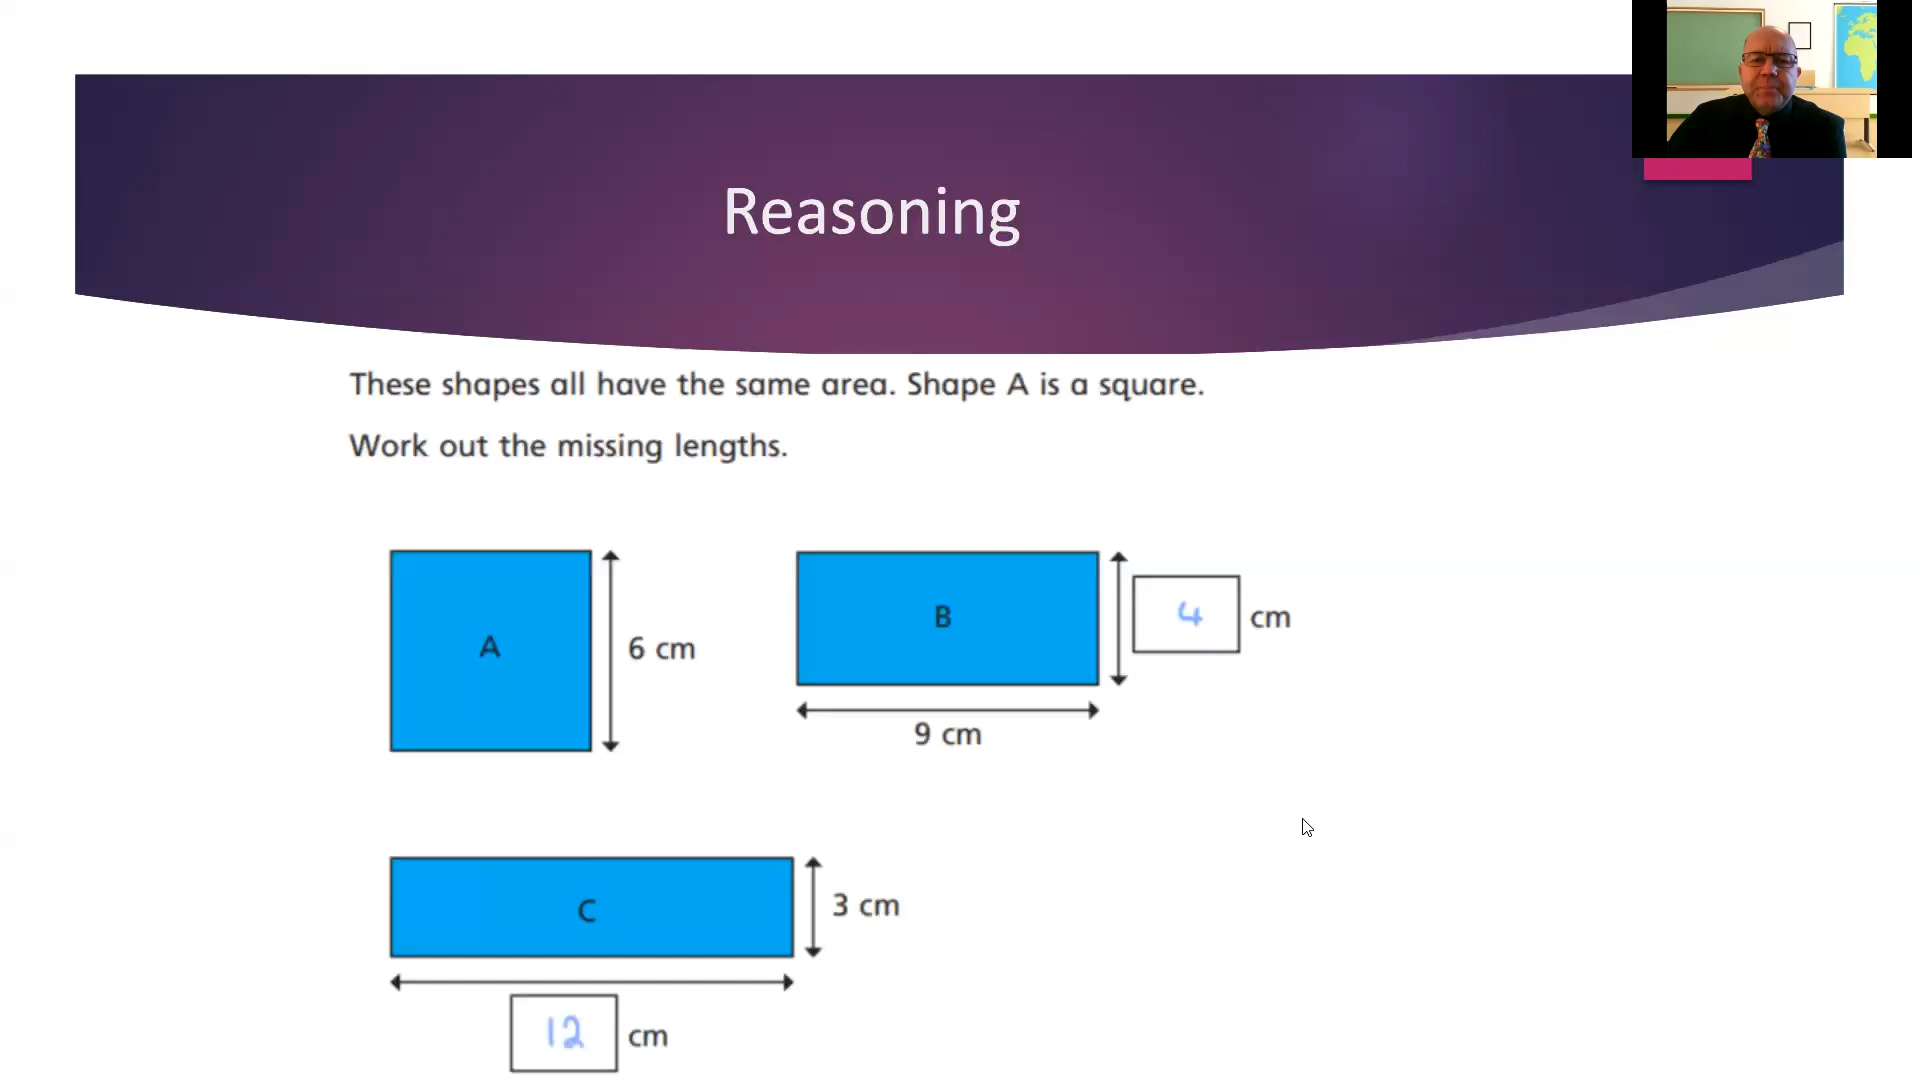 Reasoning
These shapes all have the same area. Shape A is a square.
Work out the missing lengths.
A
6 cm
B
4 cm
9 cm
C
3 cm
12 cm